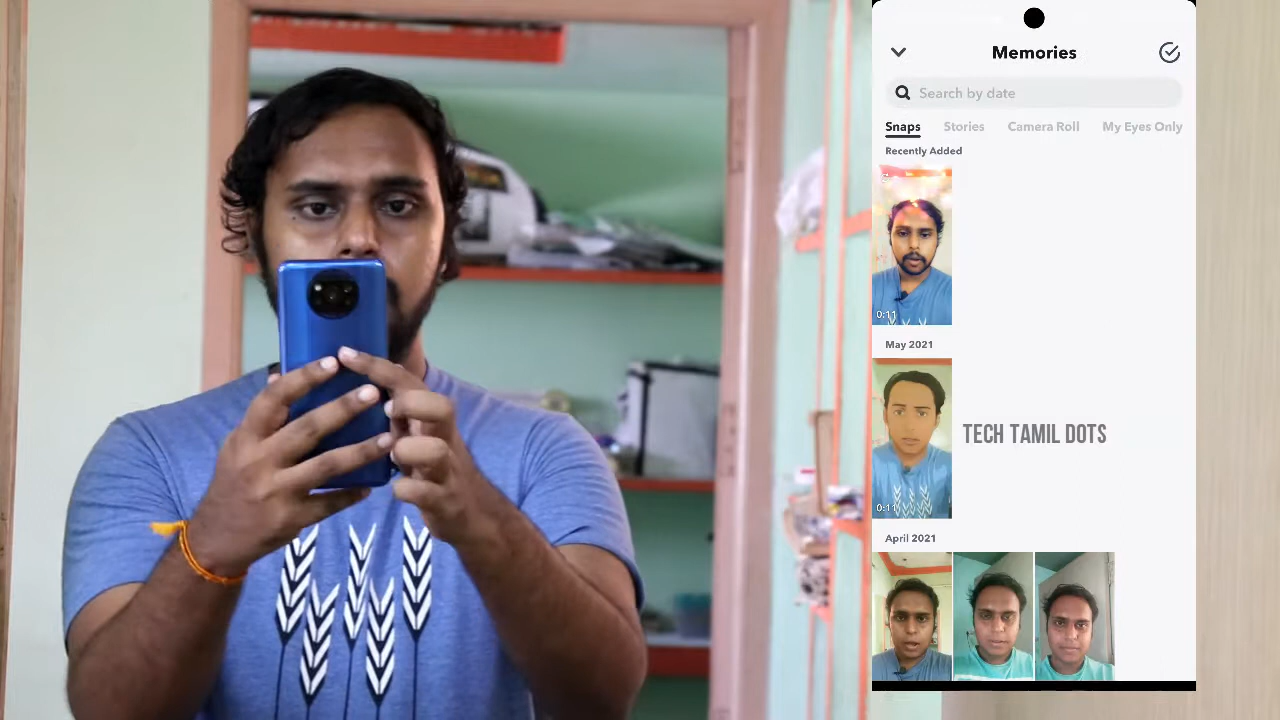 Memories
Search by date
Snaps Stories Camera Roll My Eyes Only
Recently Added
0:11
May 2021
TECH TAMIL DOTS
0:11
April 2021